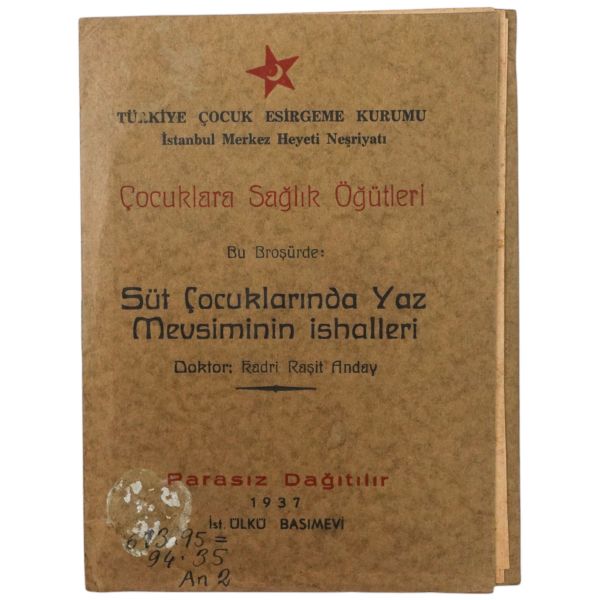 TÜRKİYE ÇOCUK ESİRGEME KURUMU
İstanbul Merkez Heyeti Neşriyatı
Çocuklara Sağlık Öğütleri
Bu Broşürde:
Süt Çocuklarında Yaz
Mevsiminin ishalleri
Doktor: Kadri Raşit Anday
Parasız Dağıtılır
1937
İst. ÜLKÜ BASIMEVİ
613.95=
94.35
An 2